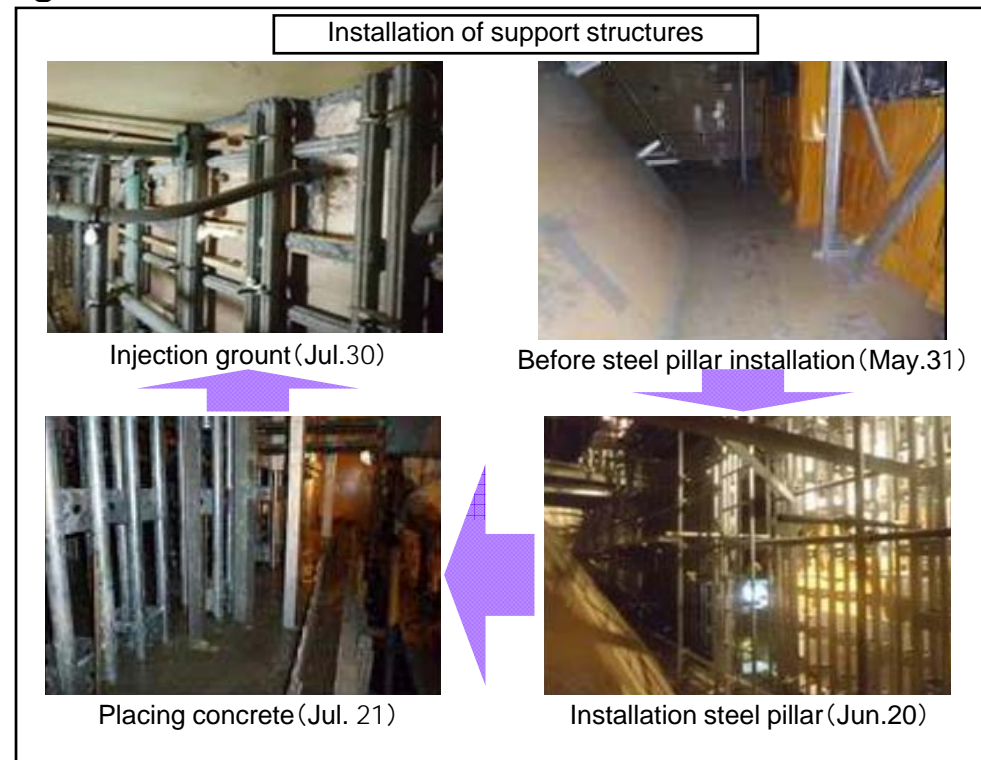 Installation of support structures
Injection grount(Jul.30)
Before steel pillar installation(May.31)
Placing concrete(Jul. 21)
Installation steel pillar(Jun.20)